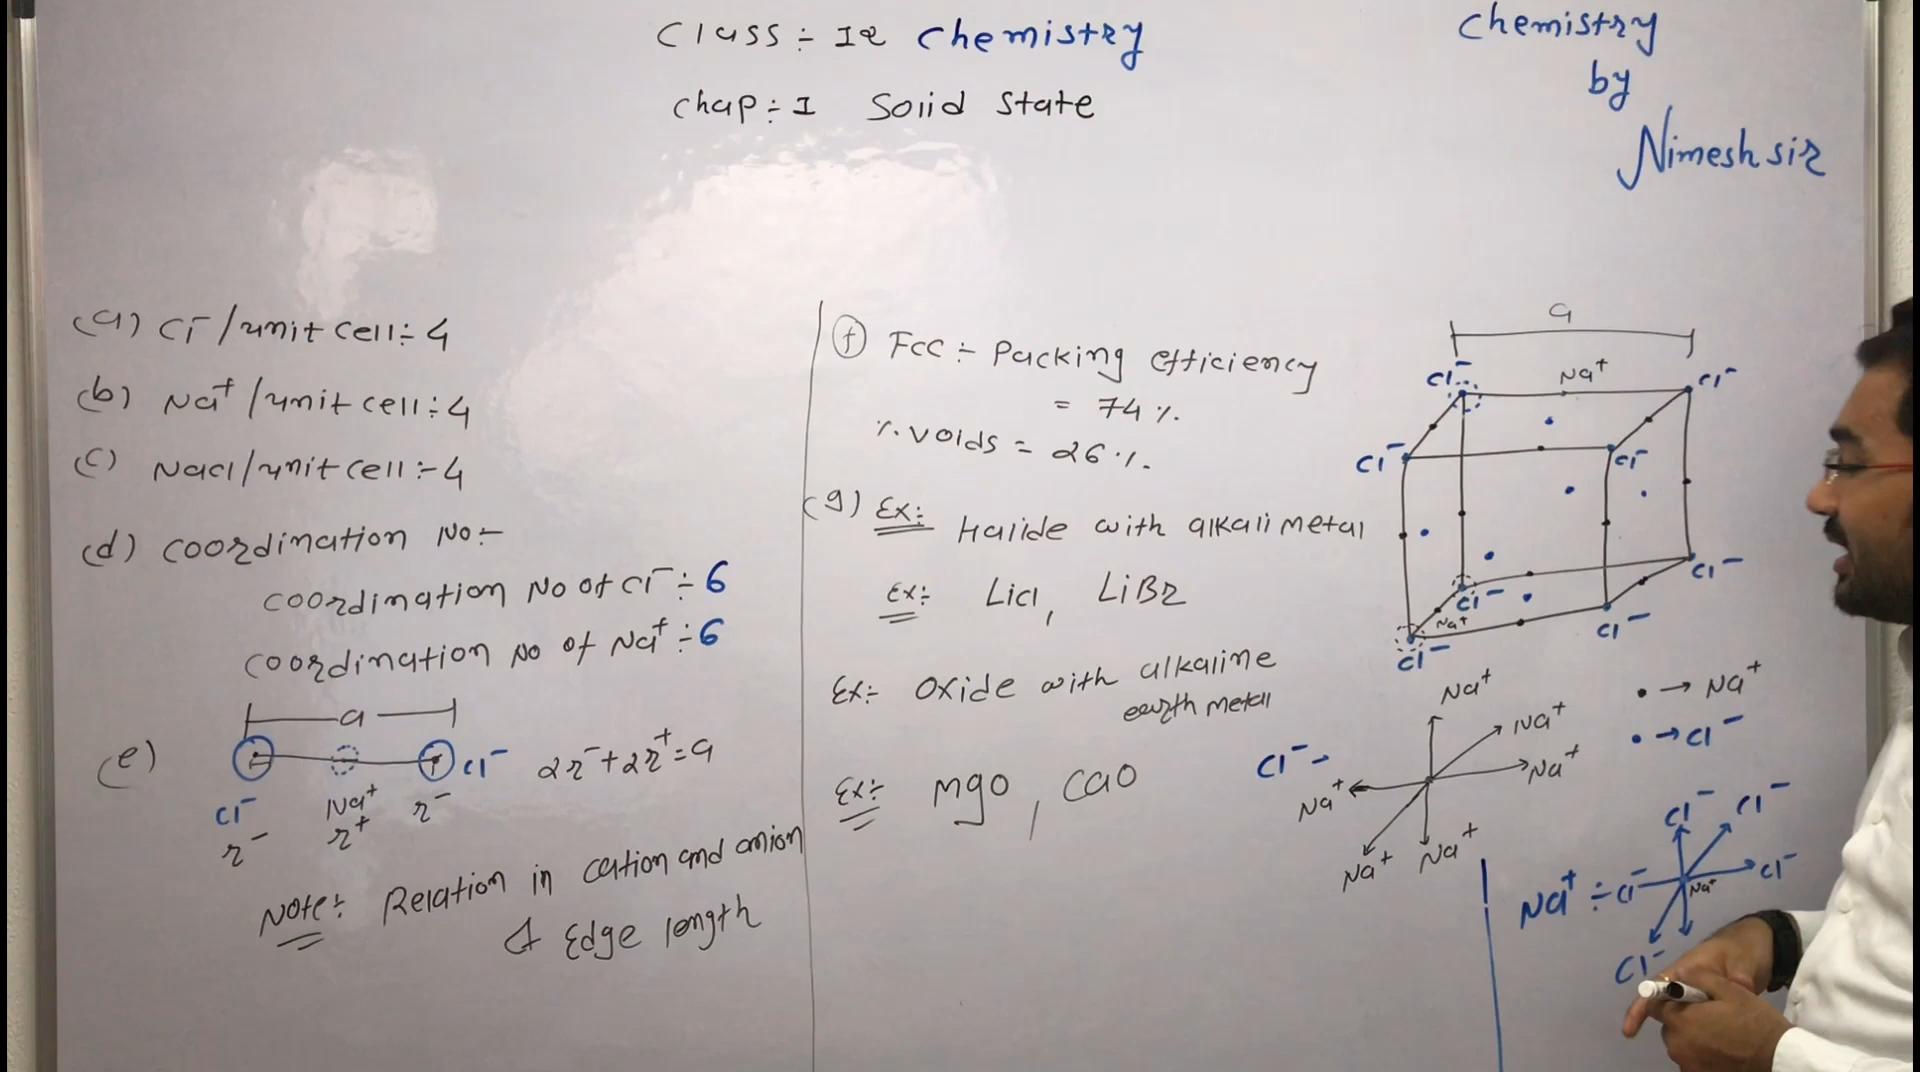 Class :- 12 Chemistry
Chap :- 1 Solid State
Chemistry
by
Nimesh sir
(a) Cl⁻/unit cell :- 4
(b) Na⁺/unit cell :- 4
(c) NaCl/unit cell :- 4
(d) Coordination No :-
Coordination No of Cl⁻ :- 6
Coordination No of Na⁺ :- 6
(e)
a
Cl⁻
Cl⁻ Na⁺ r⁻
r⁻ r⁺
2r⁻ + 2r⁺ = a
Note :- Relation in cation and anion
& Edge length
(f) FCC :- Packing efficiency
= 74 %.
% voids = 26 %.
(g) Ex :- Halide with alkali metal
Ex :- LiCl, LiBr
Ex :- Oxide with alkaline
earth metal
Ex :- MgO, CaO
a
Cl⁻ Na⁺ Cl⁻
Cl⁻ Cl⁻
Cl⁻ Cl⁻
Na⁺
Cl⁻ Cl⁻
Na⁺
Na⁺
Cl⁻ -
Na⁺ Na⁺
Na⁺ Na⁺
• → Na⁺
• → Cl⁻
Cl⁻ Cl⁻
Na⁺ :- Cl⁻ Na⁺ Cl⁻
Cl⁻